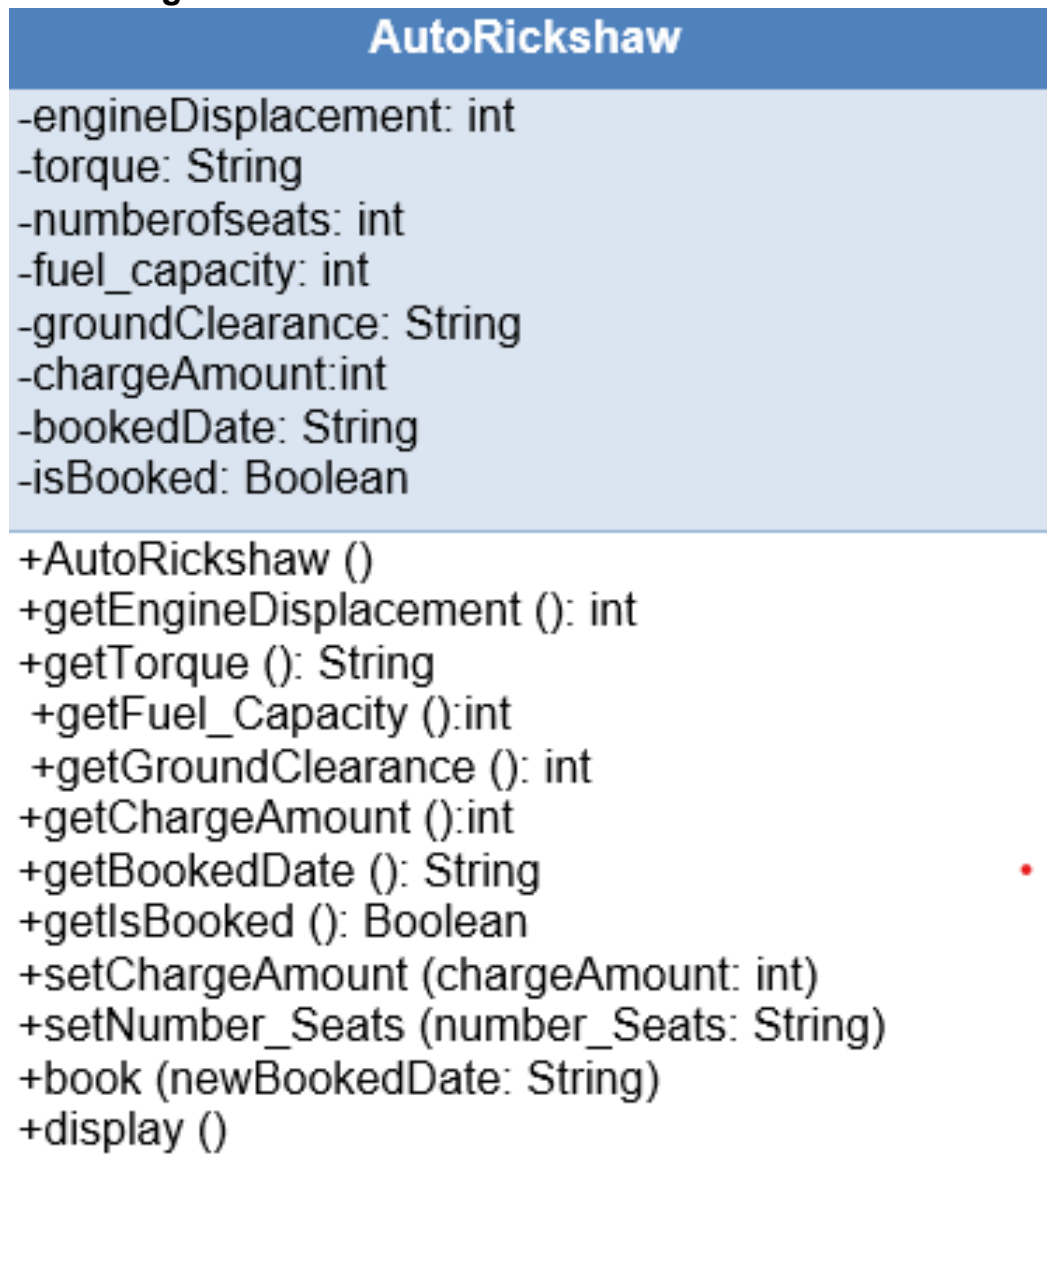 AutoRickshaw
-engineDisplacement: int
-torque: String
-numberofseats: int
-fuel_capacity: int
-groundClearance: String
-chargeAmount:int
-bookedDate: String
-isBooked: Boolean
+AutoRickshaw ()
+getEngineDisplacement (): int
+getTorque (): String
+getFuel_Capacity ():int
+getGroundClearance (): int
+getChargeAmount ():int
+getBookedDate (): String
+getIsBooked (): Boolean
+setChargeAmount (chargeAmount: int)
+setNumber_Seats (number_Seats: String)
+book (newBookedDate: String)
+display ()